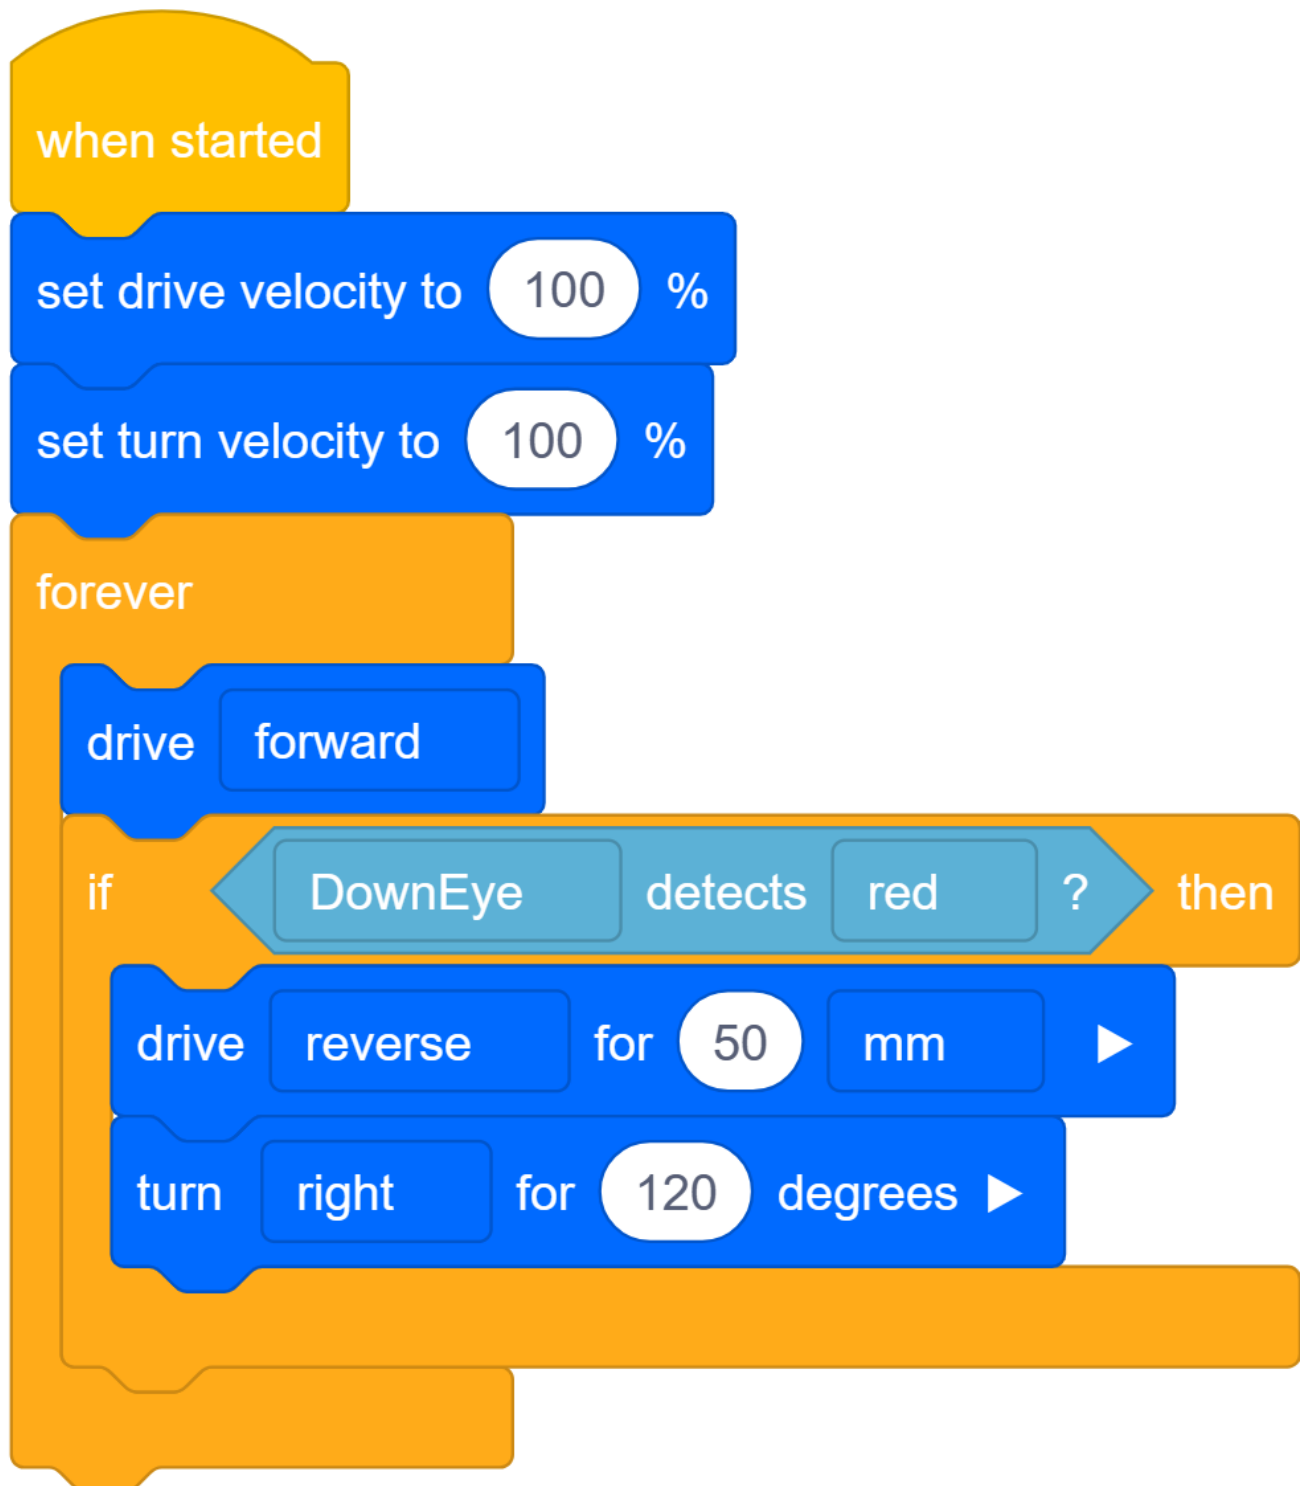 when started
set drive velocity to 100 %
set turn velocity to 100 %
forever
drive forward
if DownEye detects red ? then
drive reverse for 50 mm
turn right for 120 degrees